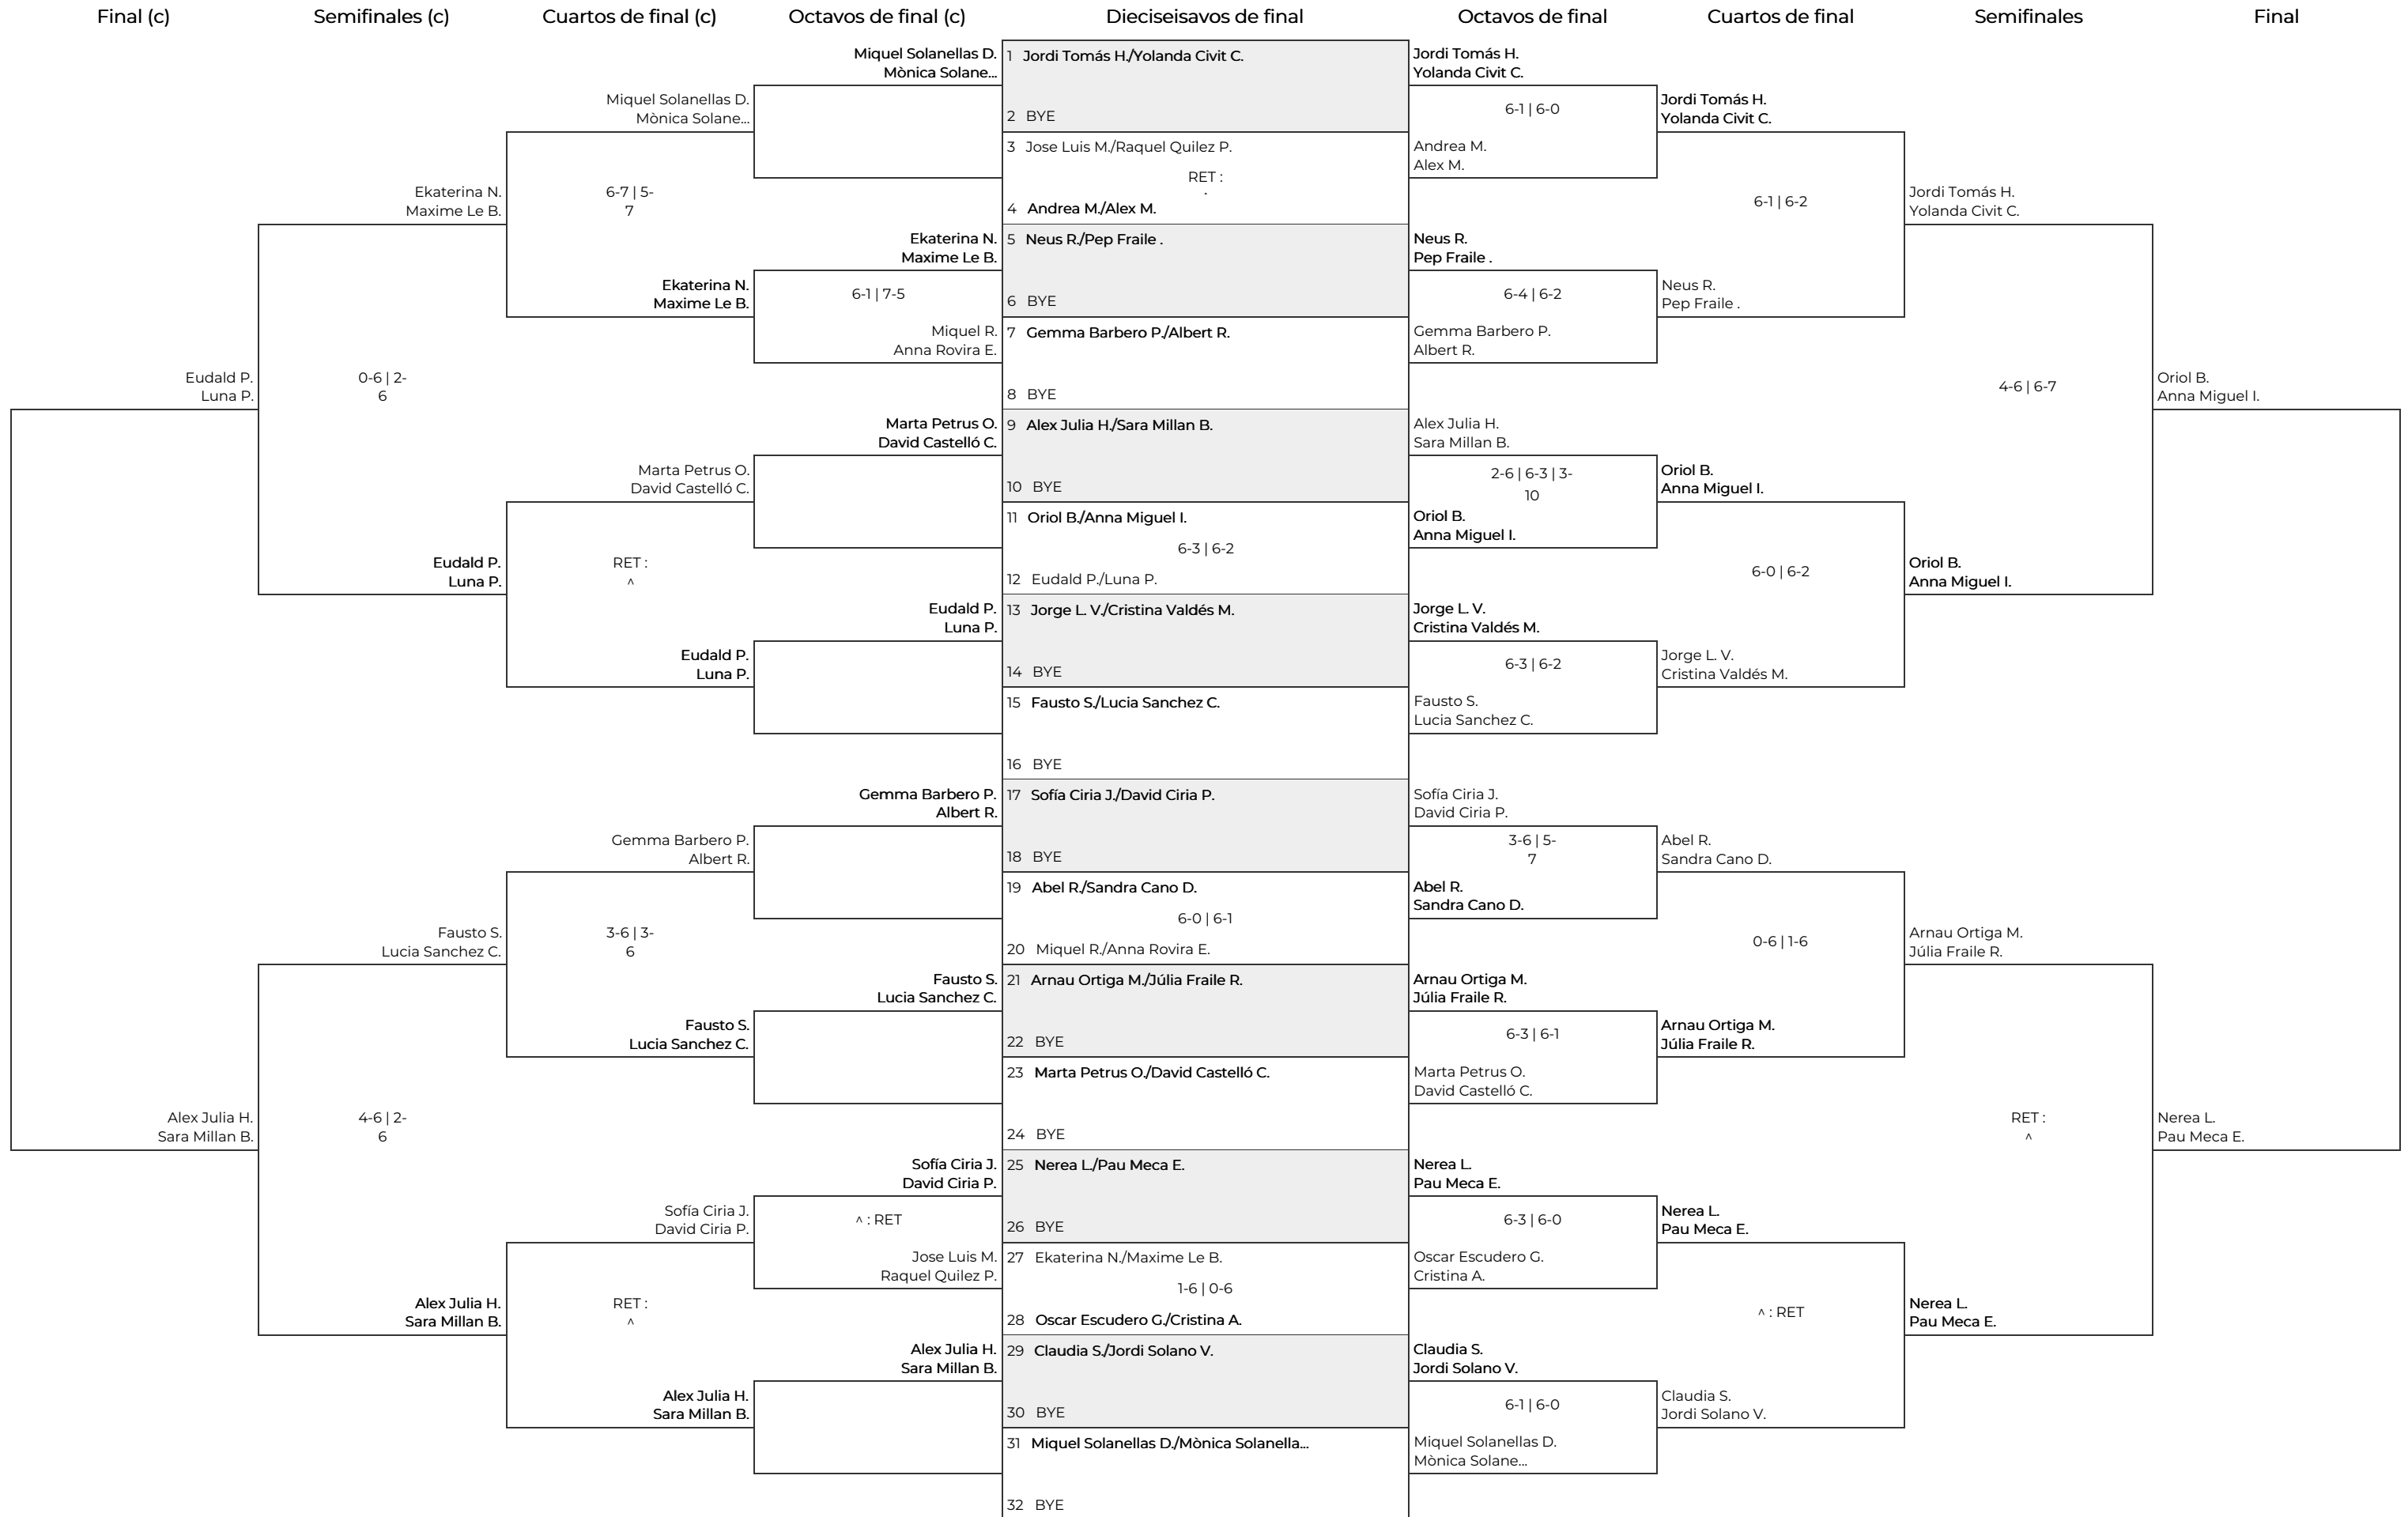 Final (c)
Semifinales (c)
Cuartos de final (c)
Octavos de final (c)
Dieciseisavos de final
Octavos de final
Cuartos de final
Semifinales
Final
Eudald P.
Luna P.
Alex Julia H.
Sara Millan B.
Ekaterina N.
Maxime Le B.
0-6 | 2-
6
Eudald P.
Luna P.
Fausto S.
Lucia Sanchez C.
4-6 | 2-
6
Alex Julia H.
Sara Millan B.
Miquel Solanellas D.
Mònica Solane...
6-7 | 5-
7
Ekaterina N.
Maxime Le B.
Marta Petrus O.
David Castelló C.
RET :
^
Eudald P.
Luna P.
Gemma Barbero P.
Albert R.
3-6 | 3-
6
Fausto S.
Lucia Sanchez C.
Sofía Ciria J.
David Ciria P.
RET :
^
Alex Julia H.
Sara Millan B.
Miquel Solanellas D.
Mònica Solane...
Ekaterina N.
Maxime Le B.
6-1 | 7-5
Miquel R.
Anna Rovira E.
Marta Petrus O.
David Castelló C.
Eudald P.
Luna P.
Gemma Barbero P.
Albert R.
Fausto S.
Lucia Sanchez C.
Sofía Ciria J.
David Ciria P.
^ : RET
Jose Luis M.
Raquel Quilez P.
Alex Julia H.
Sara Millan B.
1 Jordi Tomás H./Yolanda Civit C.
2 BYE
3 Jose Luis M./Raquel Quilez P.
RET :
^
4 Andrea M./Alex M.
5 Neus R./Pep Fraile .
6 BYE
7 Gemma Barbero P./Albert R.
8 BYE
9 Alex Julia H./Sara Millan B.
10 BYE
11 Oriol B./Anna Miguel I.
6-3 | 6-2
12 Eudald P./Luna P.
13 Jorge L. V./Cristina Valdés M.
14 BYE
15 Fausto S./Lucia Sanchez C.
16 BYE
17 Sofía Ciria J./David Ciria P.
18 BYE
19 Abel R./Sandra Cano D.
6-0 | 6-1
20 Miquel R./Anna Rovira E.
21 Arnau Ortiga M./Júlia Fraile R.
22 BYE
23 Marta Petrus O./David Castelló C.
24 BYE
25 Nerea L./Pau Meca E.
26 BYE
27 Ekaterina N./Maxime Le B.
1-6 | 0-6
28 Oscar Escudero G./Cristina A.
29 Claudia S./Jordi Solano V.
30 BYE
31 Miquel Solanellas D./Mònica Solanella...
32 BYE
Jordi Tomás H.
Yolanda Civit C.
6-1 | 6-0
Andrea M.
Alex M.
Neus R.
Pep Fraile .
6-4 | 6-2
Gemma Barbero P.
Albert R.
Alex Julia H.
Sara Millan B.
2-6 | 6-3 | 3-
10
Oriol B.
Anna Miguel I.
Jorge L. V.
Cristina Valdés M.
6-3 | 6-2
Fausto S.
Lucia Sanchez C.
Sofía Ciria J.
David Ciria P.
3-6 | 5-
7
Abel R.
Sandra Cano D.
Arnau Ortiga M.
Júlia Fraile R.
6-3 | 6-1
Marta Petrus O.
David Castelló C.
Nerea L.
Pau Meca E.
6-3 | 6-0
Oscar Escudero G.
Cristina A.
Claudia S.
Jordi Solano V.
6-1 | 6-0
Miquel Solanellas D.
Mònica Solane...
Jordi Tomás H.
Yolanda Civit C.
6-1 | 6-2
Neus R.
Pep Fraile .
Oriol B.
Anna Miguel I.
6-0 | 6-2
Jorge L. V.
Cristina Valdés M.
Abel R.
Sandra Cano D.
0-6 | 1-6
Arnau Ortiga M.
Júlia Fraile R.
Nerea L.
Pau Meca E.
^ : RET
Claudia S.
Jordi Solano V.
Jordi Tomás H.
Yolanda Civit C.
4-6 | 6-7
Oriol B.
Anna Miguel I.
Arnau Ortiga M.
Júlia Fraile R.
RET :
^
Nerea L.
Pau Meca E.
Oriol B.
Anna Miguel I.
Nerea L.
Pau Meca E.